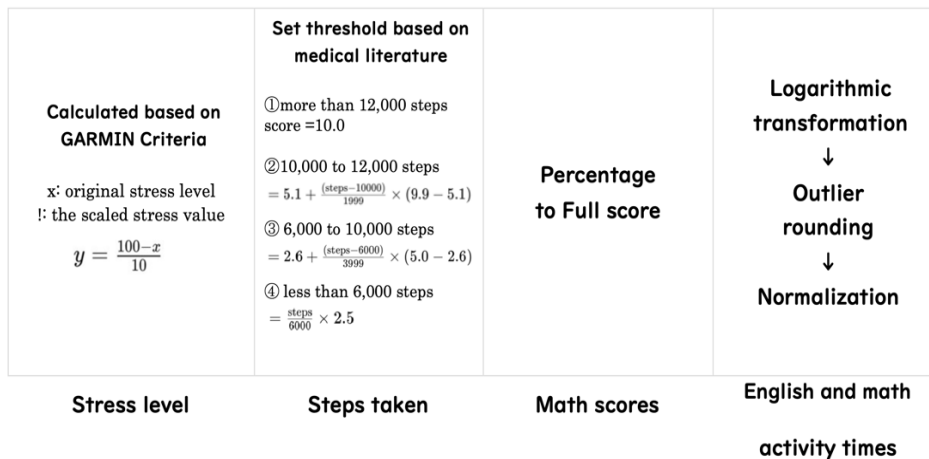 Calculated based on
GARMIN Criteria
x: original stress level
!: the scaled stress value
y = \frac{100-x}{10}
Stress level
Set threshold based on
medical literature
①more than 12,000 steps
score =10.0
②10,000 to 12,000 steps
= 5.1 + \frac{(steps-10000)}{1999} × (9.9 − 5.1)
③ 6,000 to 10,000 steps
= 2.6 + \frac{(steps-6000)}{3999} × (5.0 − 2.6)
④ less than 6,000 steps
= \frac{steps}{6000} × 2.5
Steps taken
Percentage
to Full score
Math scores
Logarithmic
transformation
↓
Outlier
rounding
↓
Normalization
English and math
activity times